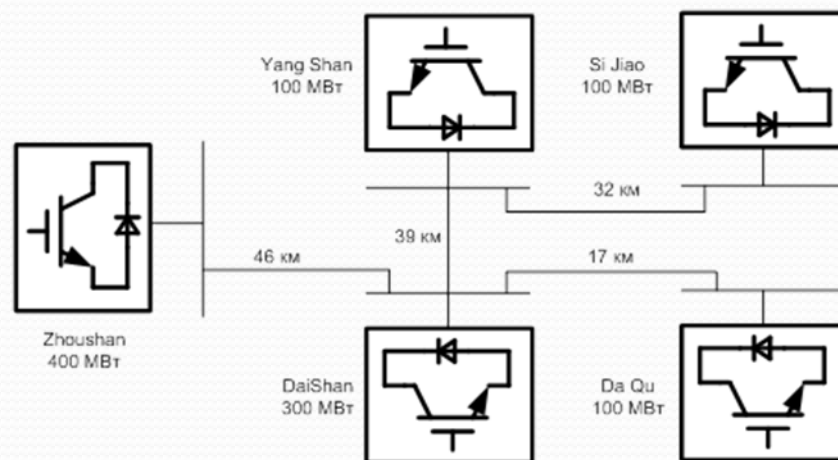 Yang Shan
100 МВт
Si Jiao
100 МВт
32 км
39 км
46 км
17 км
Zhoushan
400 МВт
DaiShan
300 МВт
Da Qu
100 МВт